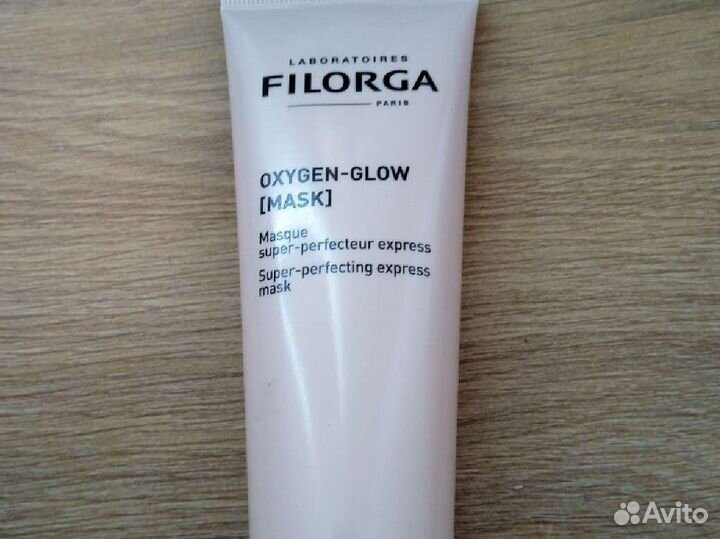 LABORATOIRES
FILORGA
PARIS
OXYGEN-GLOW
[MASK]
Masque
super-perfecteur express
Super-perfecting express
mask
Avito